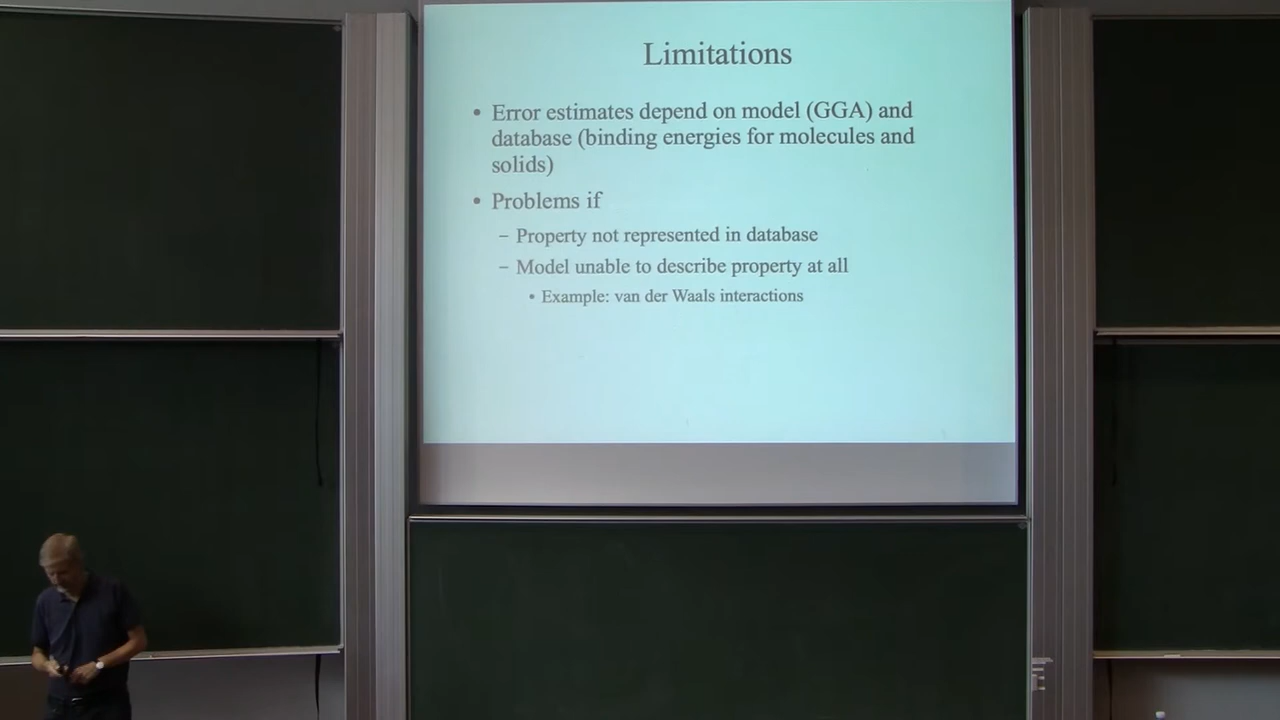 Limitations
• Error estimates depend on model (GGA) and
database (binding energies for molecules and
solids)
• Problems if
– Property not represented in database
– Model unable to describe property at all
• Example: van der Waals interactions